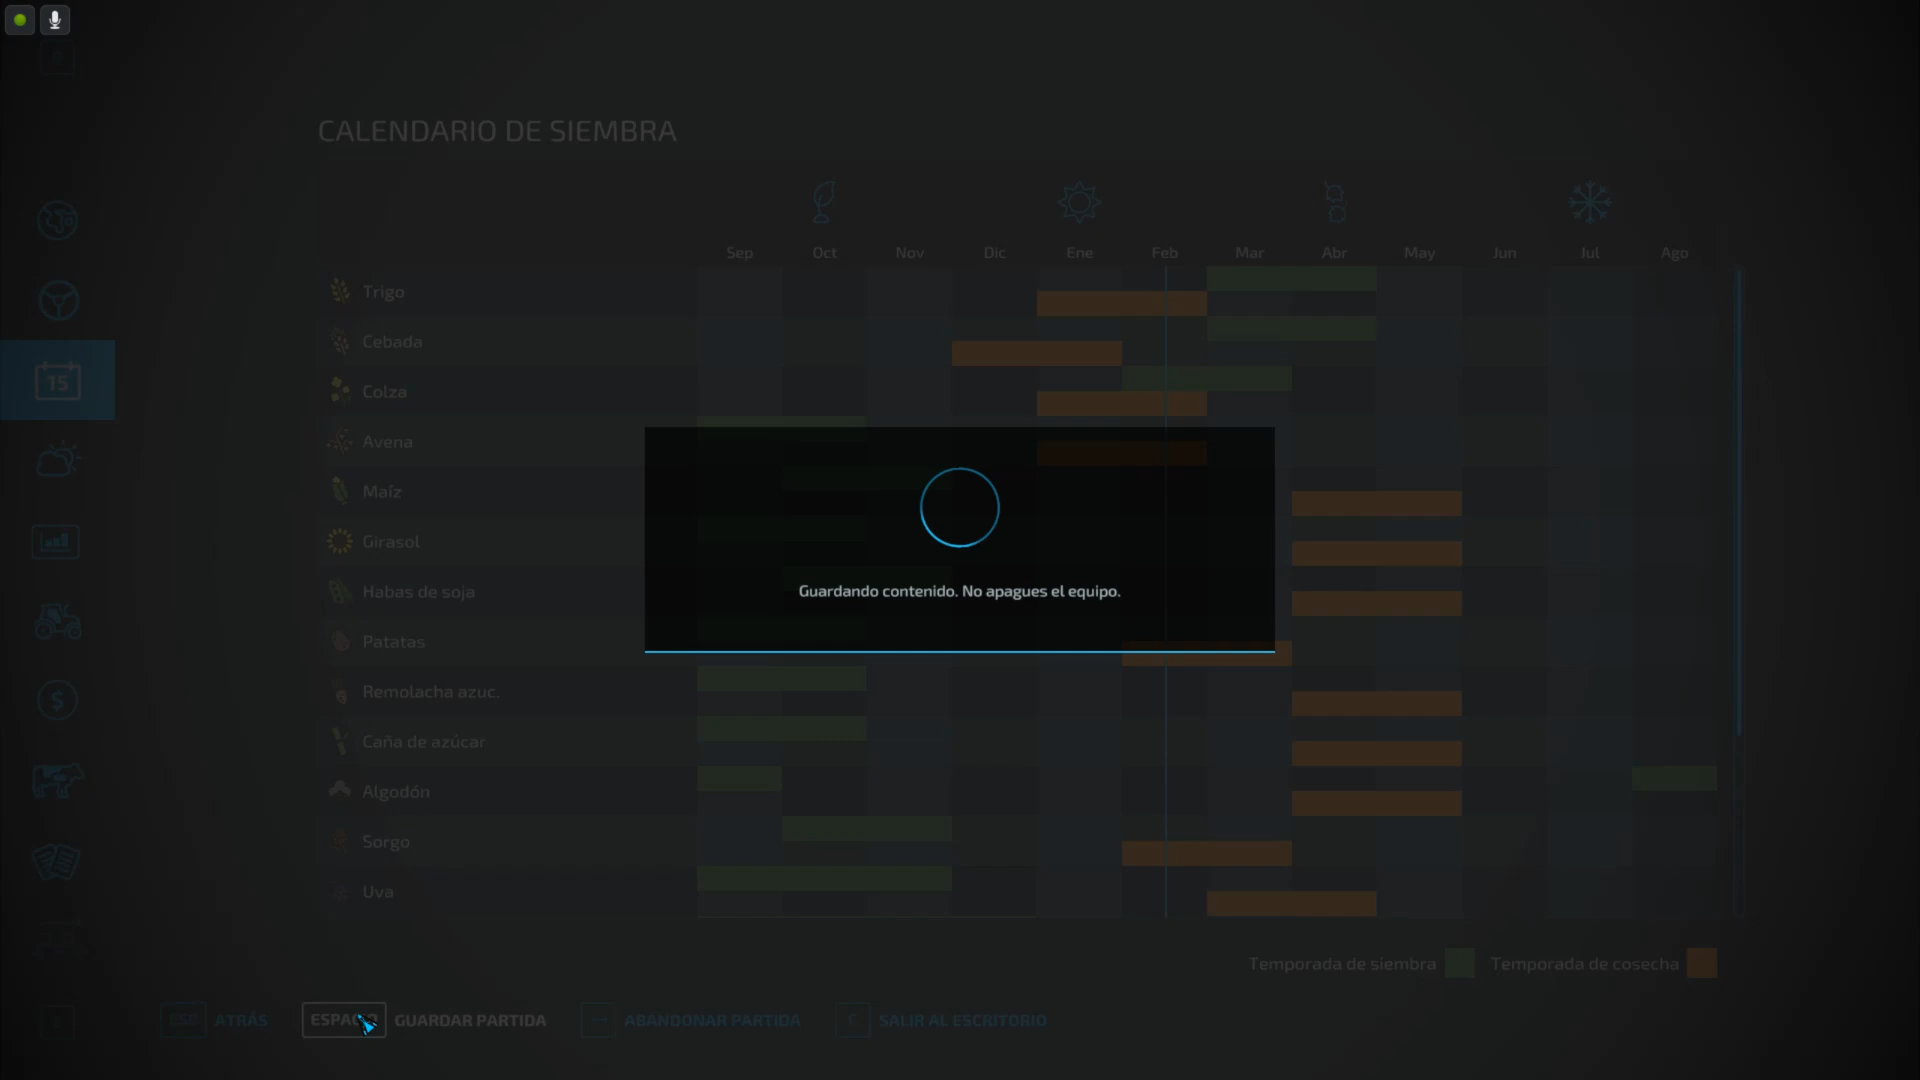 CALENDARIO DE SIEMBRA
Sep Oct Nov Dic Ene Feb Mar Abr May Jun Jul Ago
Trigo
Cebada
Colza
15
Avena
Maíz
Girasol
Habas de soja
Guardando contenido. No apagues el equipo.
Patatas
Remolacha azuc.
Caña de azúcar
Algodón
Sorgo
Uva
Temporada de siembra Temporada de cosecha
ESC ATRÁS GUARDAR PARTIDA ABANDONAR PARTIDA SALIR AL ESCRITORIO